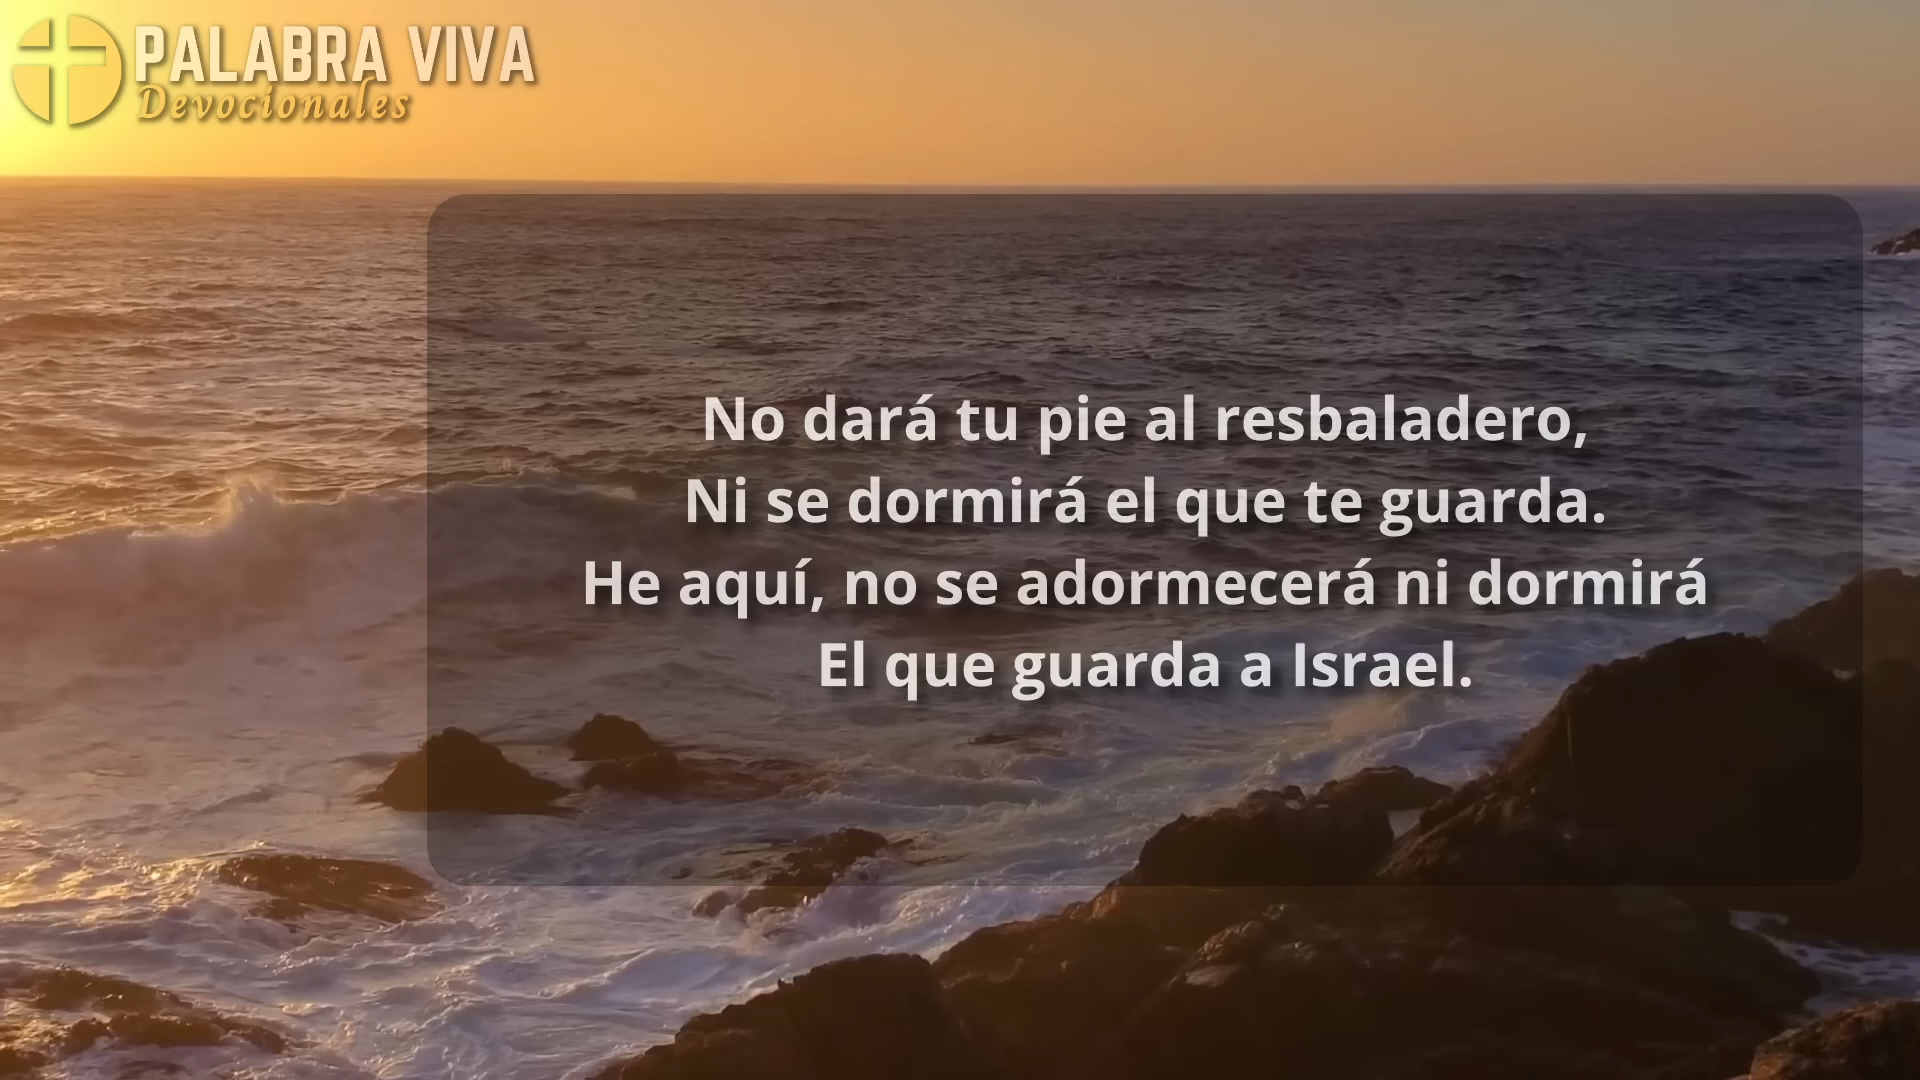 PALABRA VIVA
Devocionales
No dará tu pie al resbaladero,
Ni se dormirá el que te guarda.
He aquí, no se adormecerá ni dormirá
El que guarda a Israel.